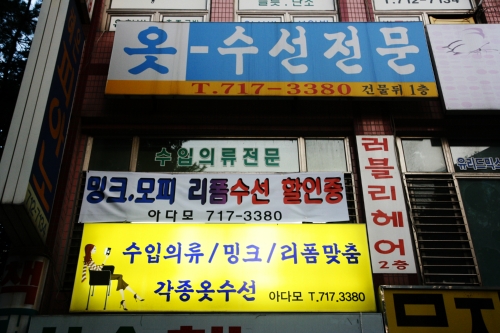 옷-수선전문
T.717-3380 건물뒤 1층
수입의류전문
밍크.모피 리폼수선 할인중
아다모 717-3380
수입의류/밍크/리폼맞춤
각종옷수선 아다모 T.717.3380
러블리헤어
2층
T. 712-7134